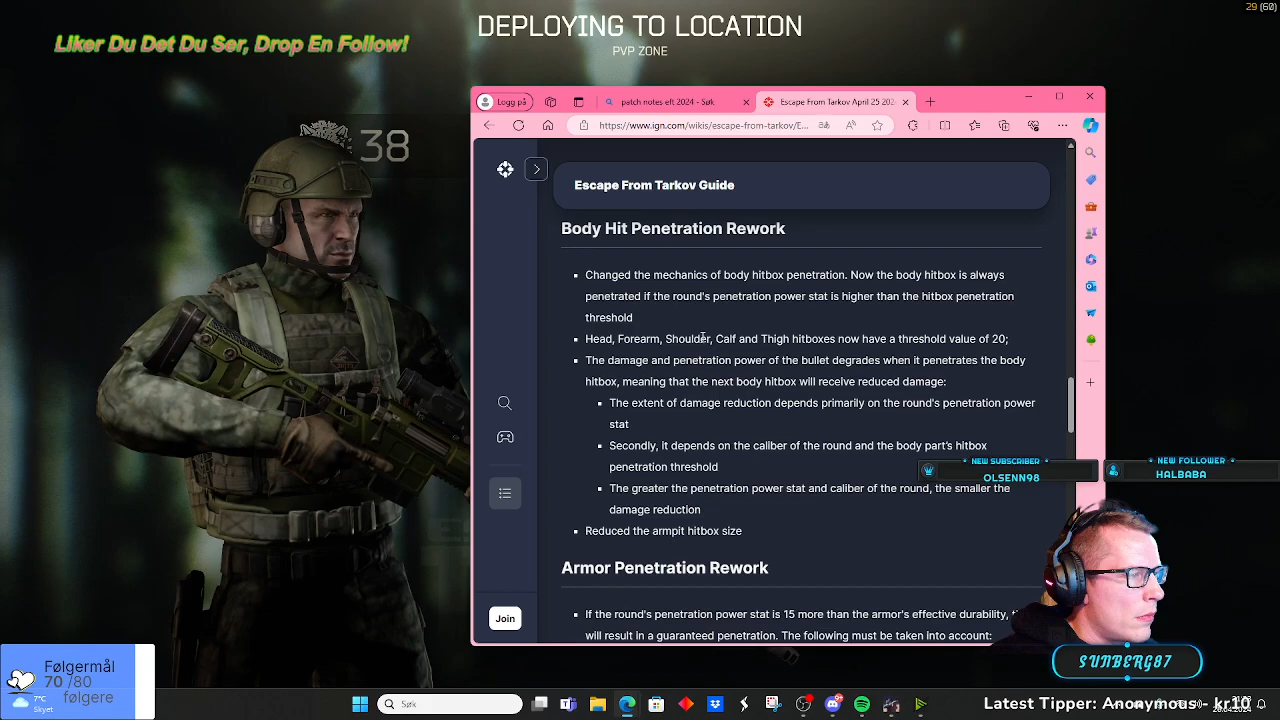 29 (60)
DEPLOYING TO LOCATION
PVP ZONE
Liker Du Det Du Ser, Drop En Follow!
38
Logg på
patch notes eft 2024 - Søk
Escape From Tarkov April 25 202
https://www.ign.com/wikis/escape-from-tarkov/E...
Escape From Tarkov Guide
Body Hit Penetration Rework
Changed the mechanics of body hitbox penetration. Now the body hitbox is always
penetrated if the round's penetration power stat is higher than the hitbox penetration
threshold
Head, Forearm, Shoulder, Calf and Thigh hitboxes now have a threshold value of 20;
The damage and penetration power of the bullet degrades when it penetrates the body
hitbox, meaning that the next body hitbox will receive reduced damage:
The extent of damage reduction depends primarily on the round's penetration power
stat
Secondly, it depends on the caliber of the round and the body part's hitbox
penetration threshold
The greater the penetration power stat and caliber of the round, the smaller the
damage reduction
Reduced the armpit hitbox size
Armor Penetration Rework
If the round's penetration power stat is 15 more than the armor's effective durability,
will result in a guaranteed penetration. The following must be taken into account:
Join
NEW SUBSCRIBER
OLSENN98
NEW FOLLOWER
HALBABA
SUNBERG87
Følgermål
70 /80
følgere
7°C
Skyet
Søk
Latest Tipper: Anonymous - kr10